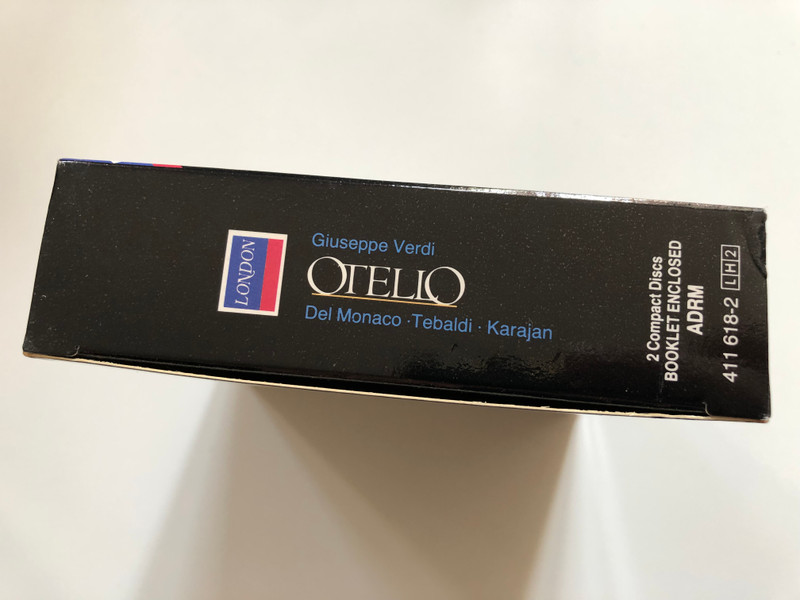 LONDON
Giuseppe Verdi
OTELLO
Del Monaco · Tebaldi · Karajan
2 Compact Discs
BOOKLET ENCLOSED
ADRM
411 618-2 LH2